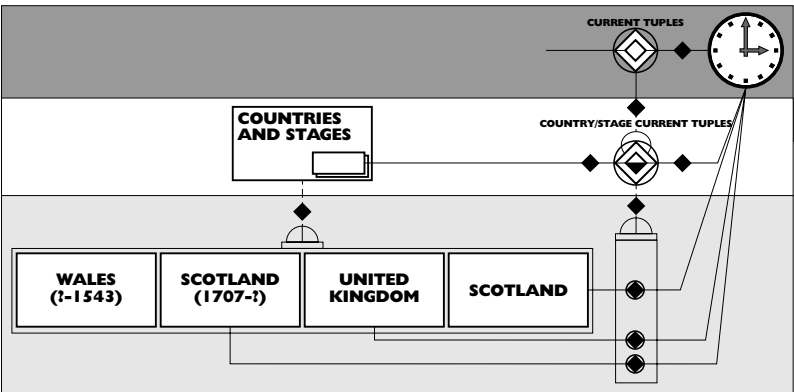 CURRENT TUPLES
COUNTRIES
AND STAGES
COUNTRY/STAGE CURRENT TUPLES
WALES
(?-1543)
SCOTLAND
(1707-?)
UNITED
KINGDOM
SCOTLAND